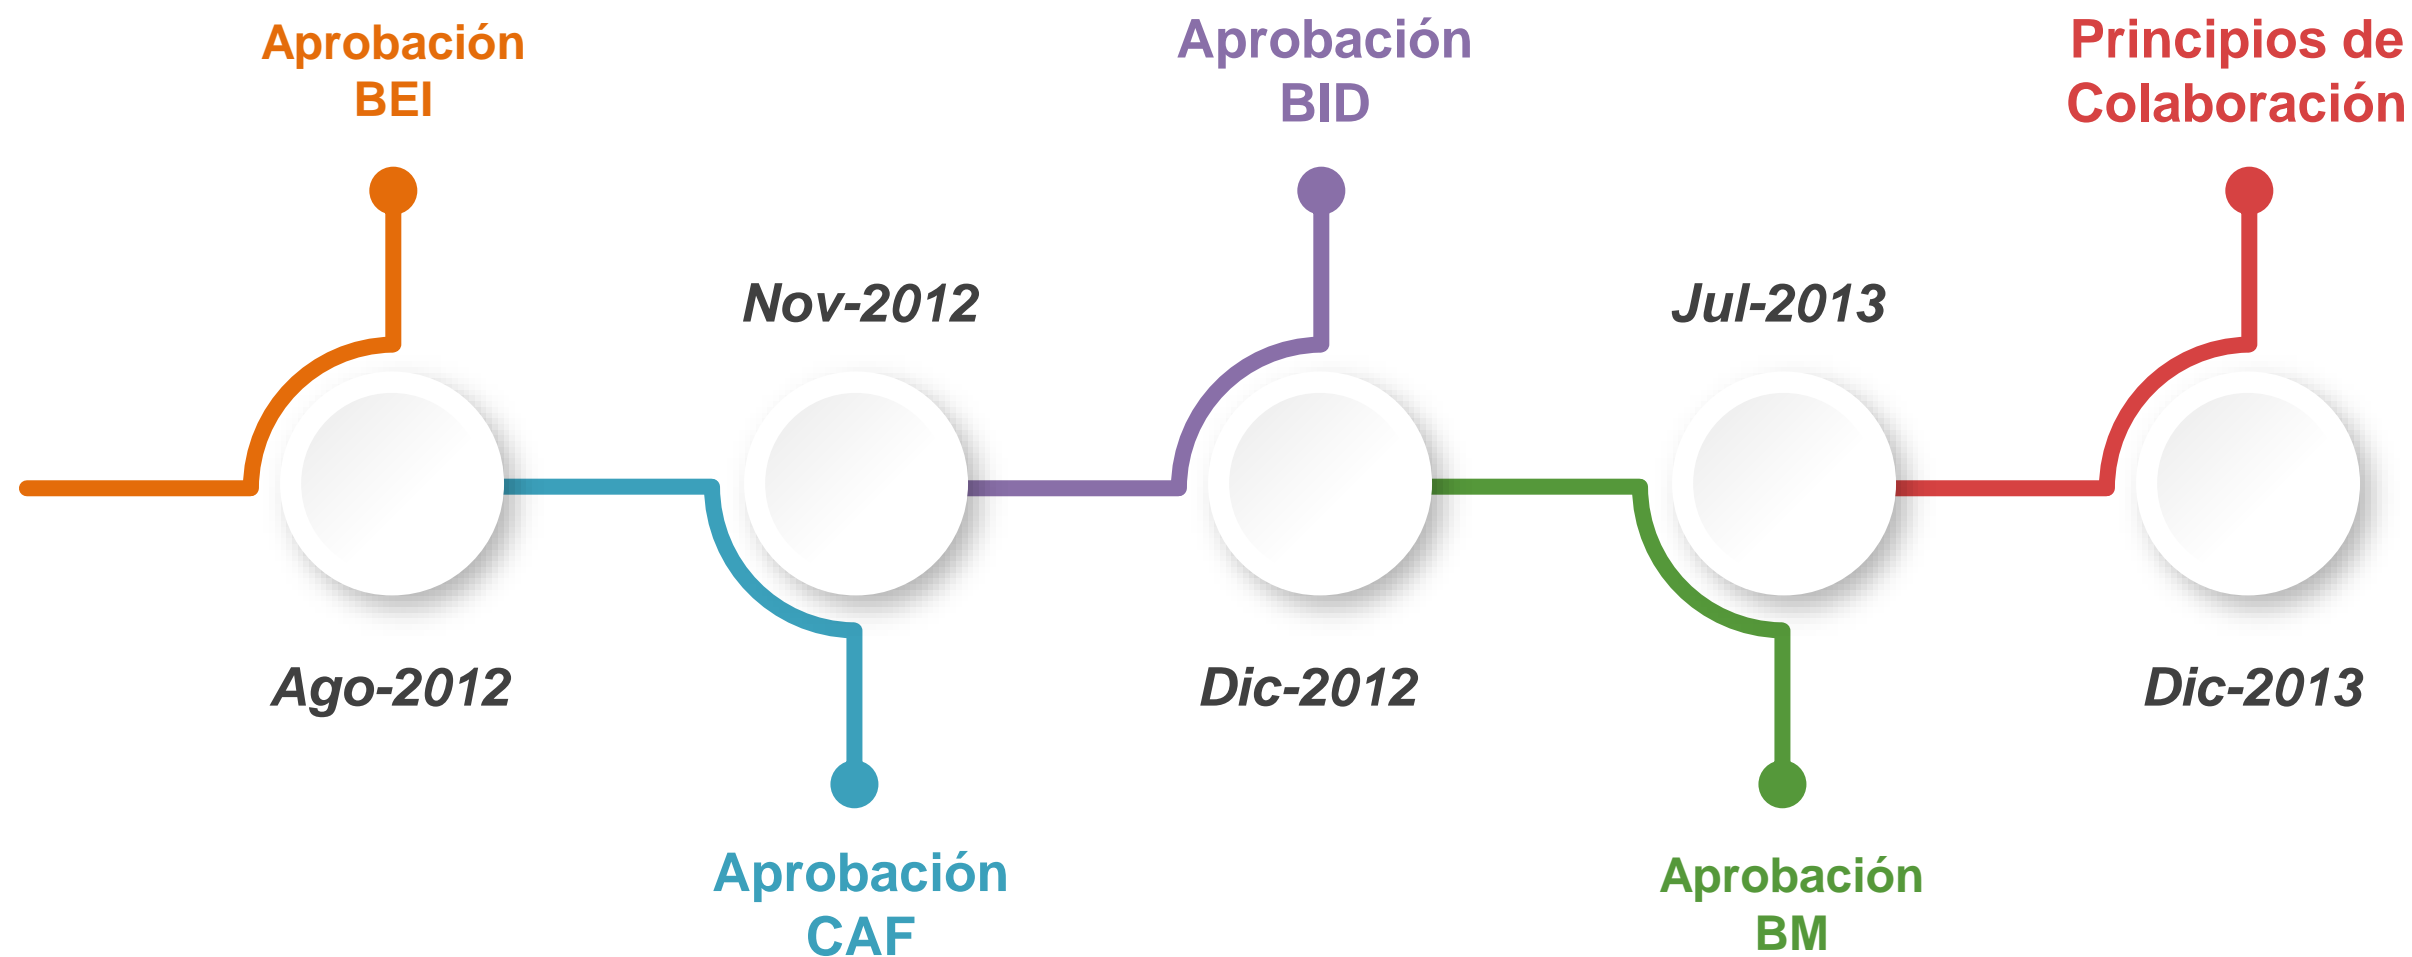 Aprobación
BEI
Ago-2012
Nov-2012
Aprobación
CAF
Aprobación
BID
Dic-2012
Jul-2013
Aprobación
BM
Principios de
Colaboración
Dic-2013